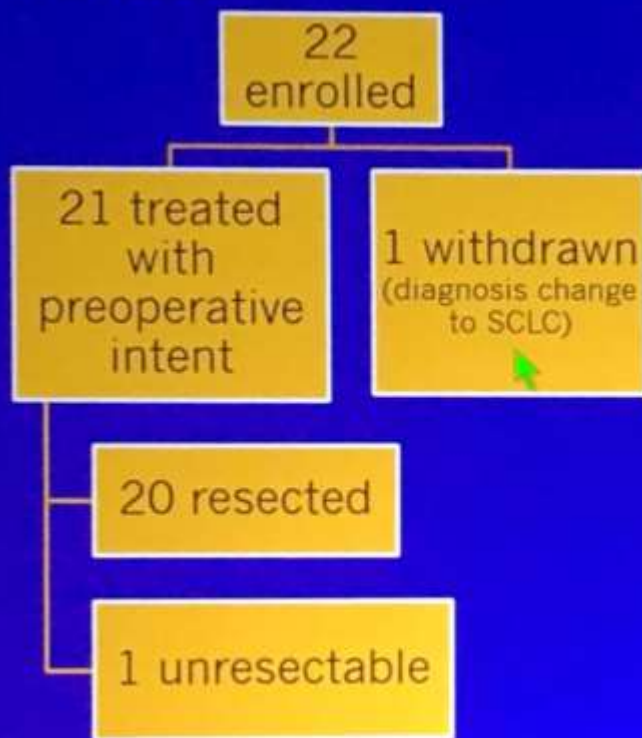 22
enrolled
21 treated
with
preoperative
intent
1 withdrawn
(diagnosis change
to SCLC)
20 resected
1 unresectable